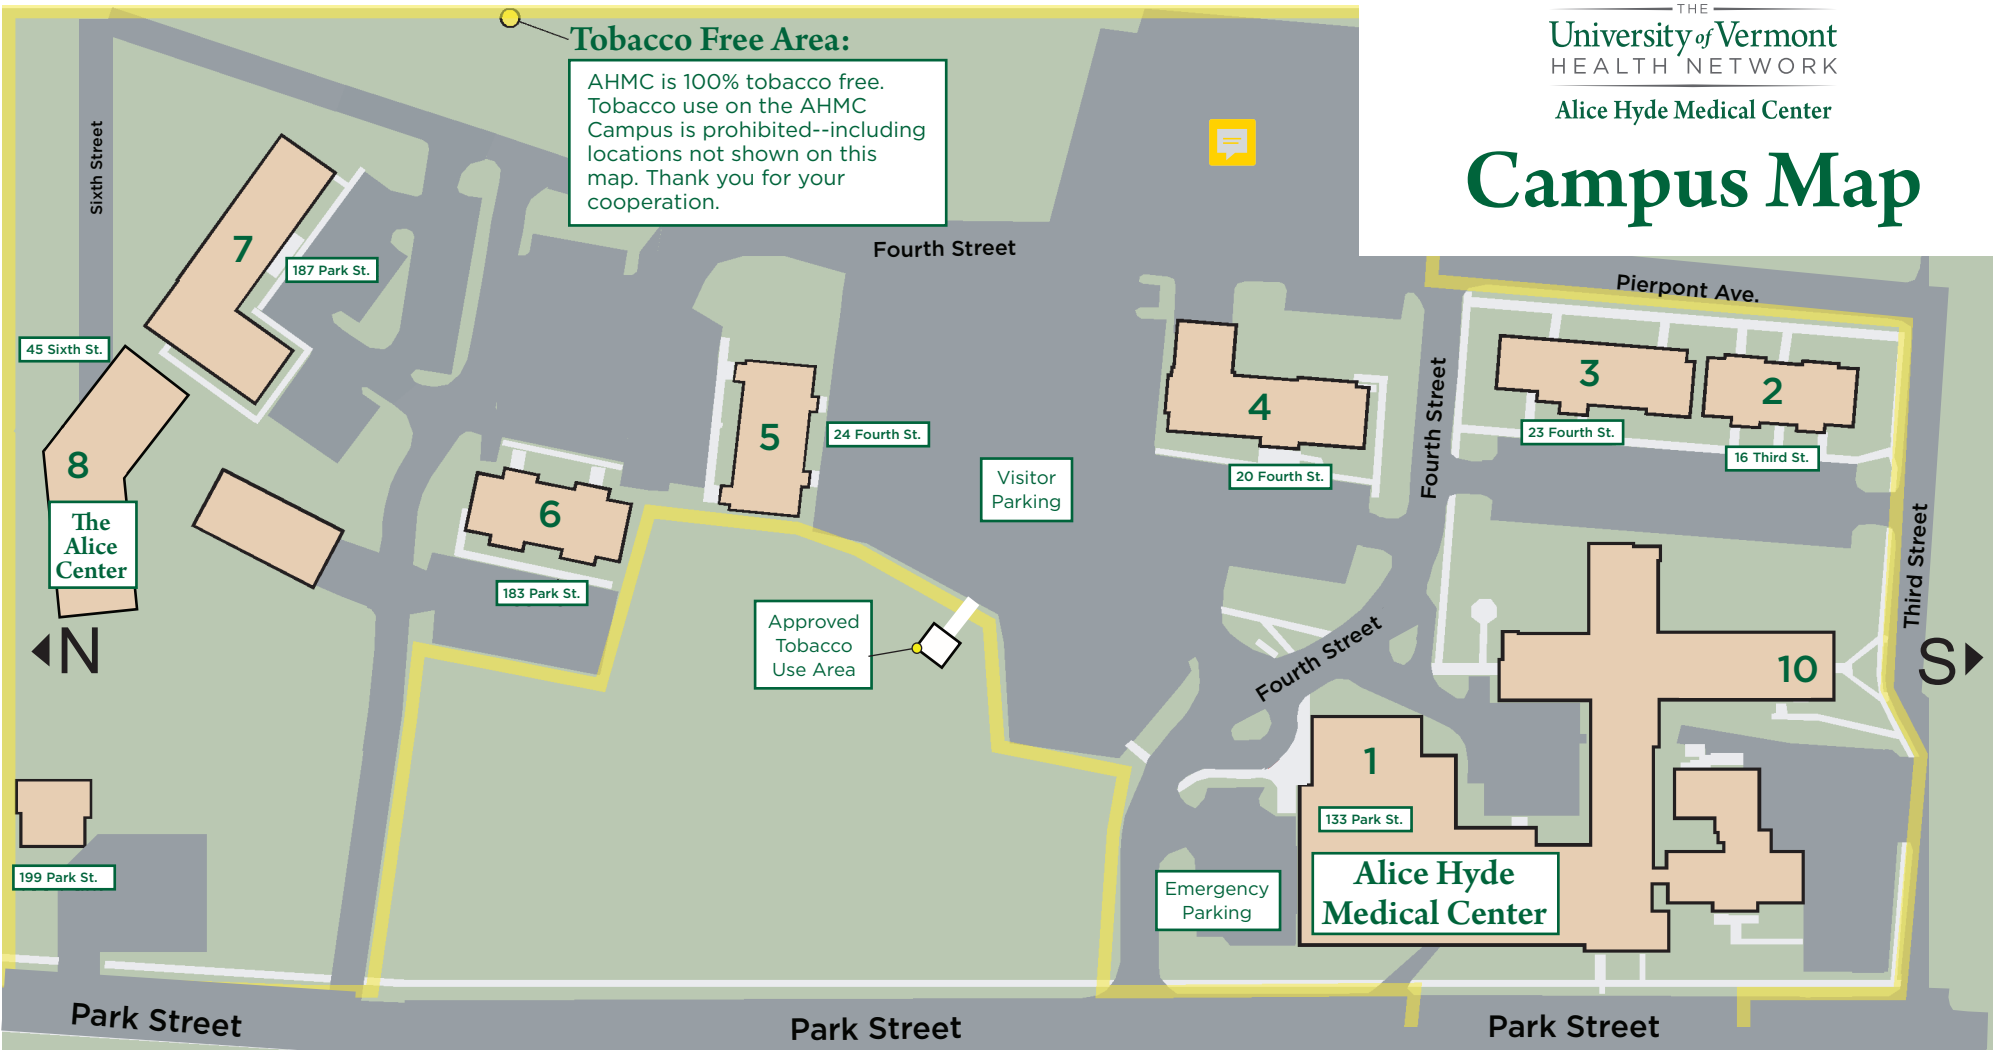 THE
University of Vermont
HEALTH NETWORK
Alice Hyde Medical Center
Campus Map
Tobacco Free Area:
AHMC is 100% tobacco free.
Tobacco use on the AHMC
Campus is prohibited--including
locations not shown on this
map. Thank you for your
cooperation.
Sixth Street
Fourth Street
Pierpont Ave.
7
187 Park St.
45 Sixth St.
8
The
Alice
Center
6
183 Park St.
5
24 Fourth St.
Visitor
Parking
4
20 Fourth St.
Fourth Street
3
23 Fourth St.
2
16 Third St.
Third Street
N
Approved
Tobacco
Use Area
Fourth Street
10
S
1
133 Park St.
Alice Hyde
Medical Center
Emergency
Parking
199 Park St.
Park Street
Park Street
Park Street